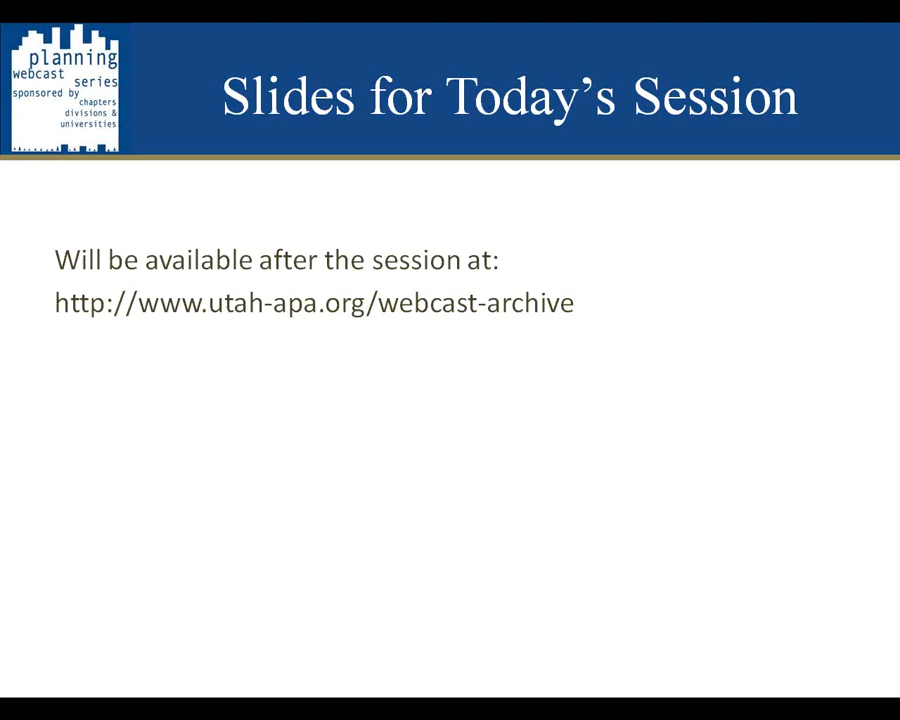 planning
webcast series
sponsored by
chapters
divisions &
universities
Slides for Today's Session
Will be available after the session at:
http://www.utah-apa.org/webcast-archive